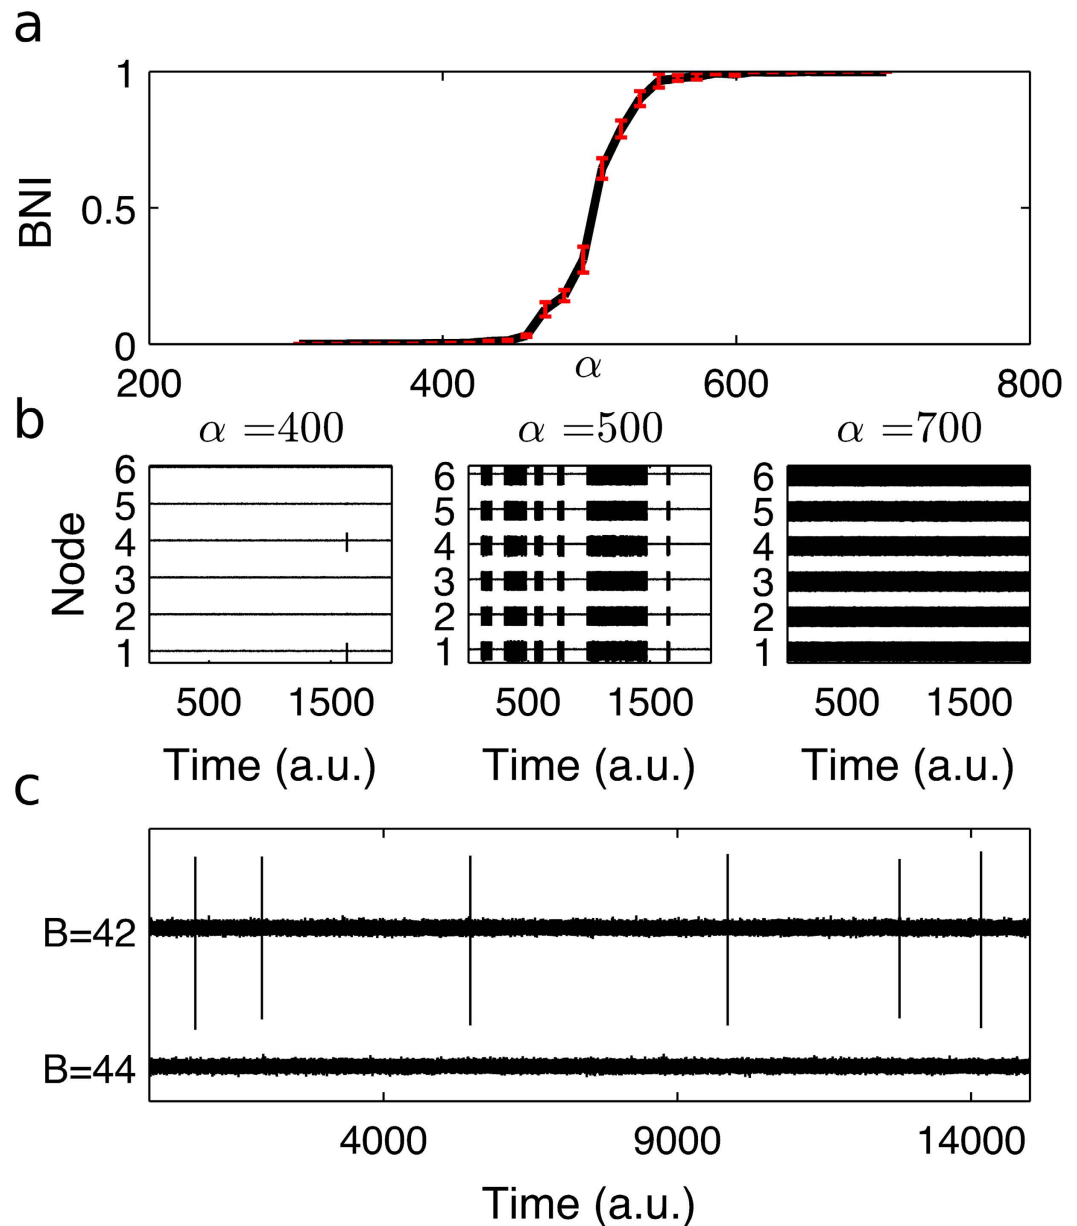 a
1
0.5
0
BNI
200 400 600 800
α
b
α =400 α =500 α =700
6 5 4 3 2 1
Node
6 5 4 3 2 1
6 5 4 3 2 1
500 1500 500 1500 500 1500
Time (a.u.) Time (a.u.) Time (a.u.)
c
B=42
B=44
4000 9000 14000
Time (a.u.)